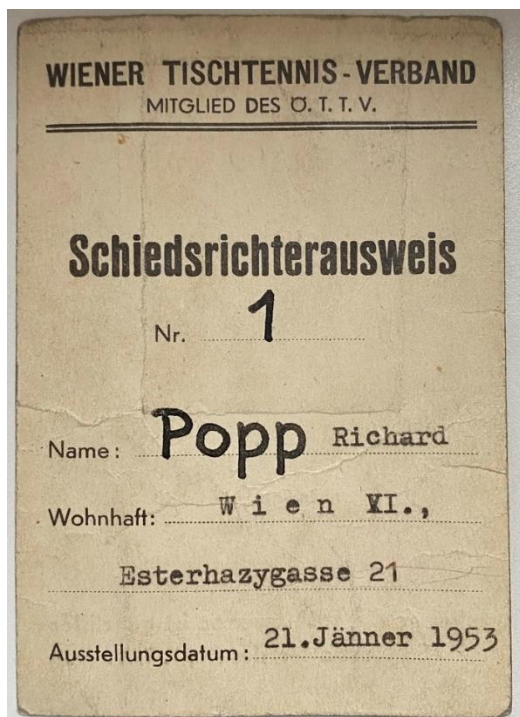 WIENER TISCHTENNIS-VERBAND
MITGLIED DES Ö. T. T. V.
Schiedsrichterausweis
Nr. 1
Name: Popp Richard
Wohnhaft: Wien VI.,
Esterhazygasse 21
Ausstellungsdatum: 21.Jänner 1953